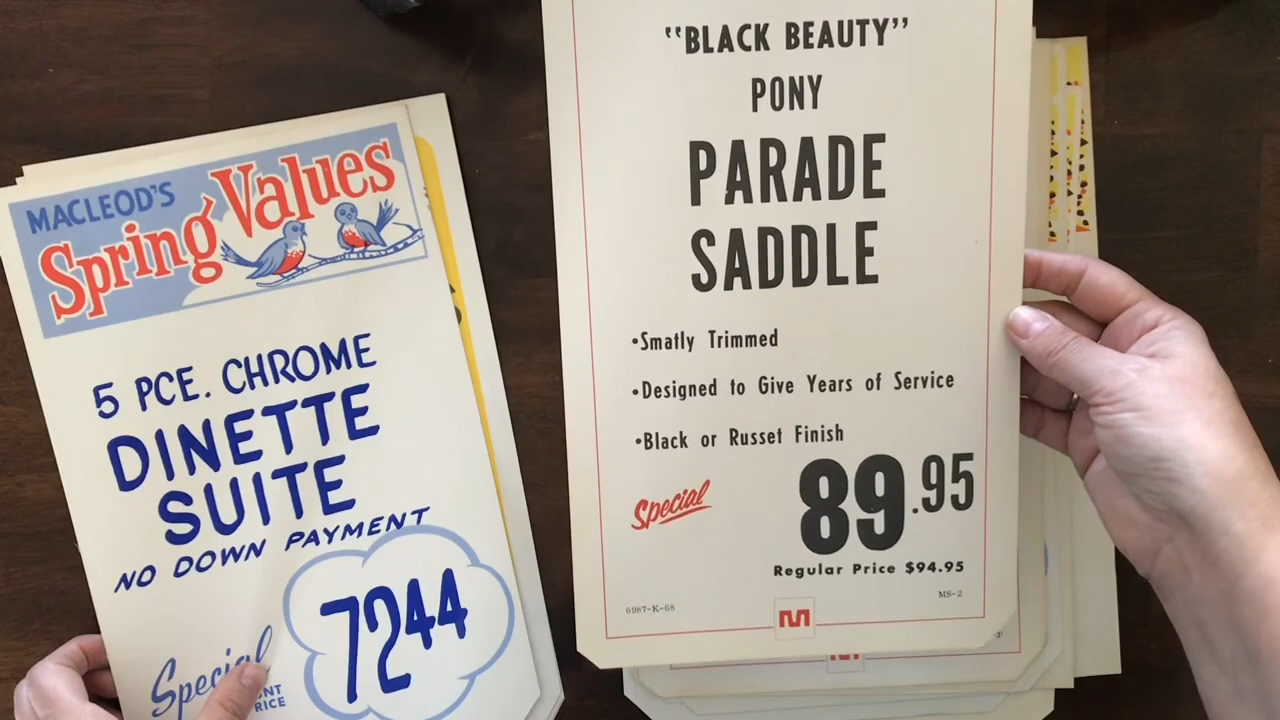 MACLEOD'S
Spring Values
5 PCE. CHROME
DINETTE
SUITE
NO DOWN PAYMENT
Special
7244
RICE
"BLACK BEAUTY"
PONY
PARADE
SADDLE
•Smatly Trimmed
•Designed to Give Years of Service
•Black or Russet Finish
Special
89.95
Regular Price $94.95
6987-K-68
MS-2